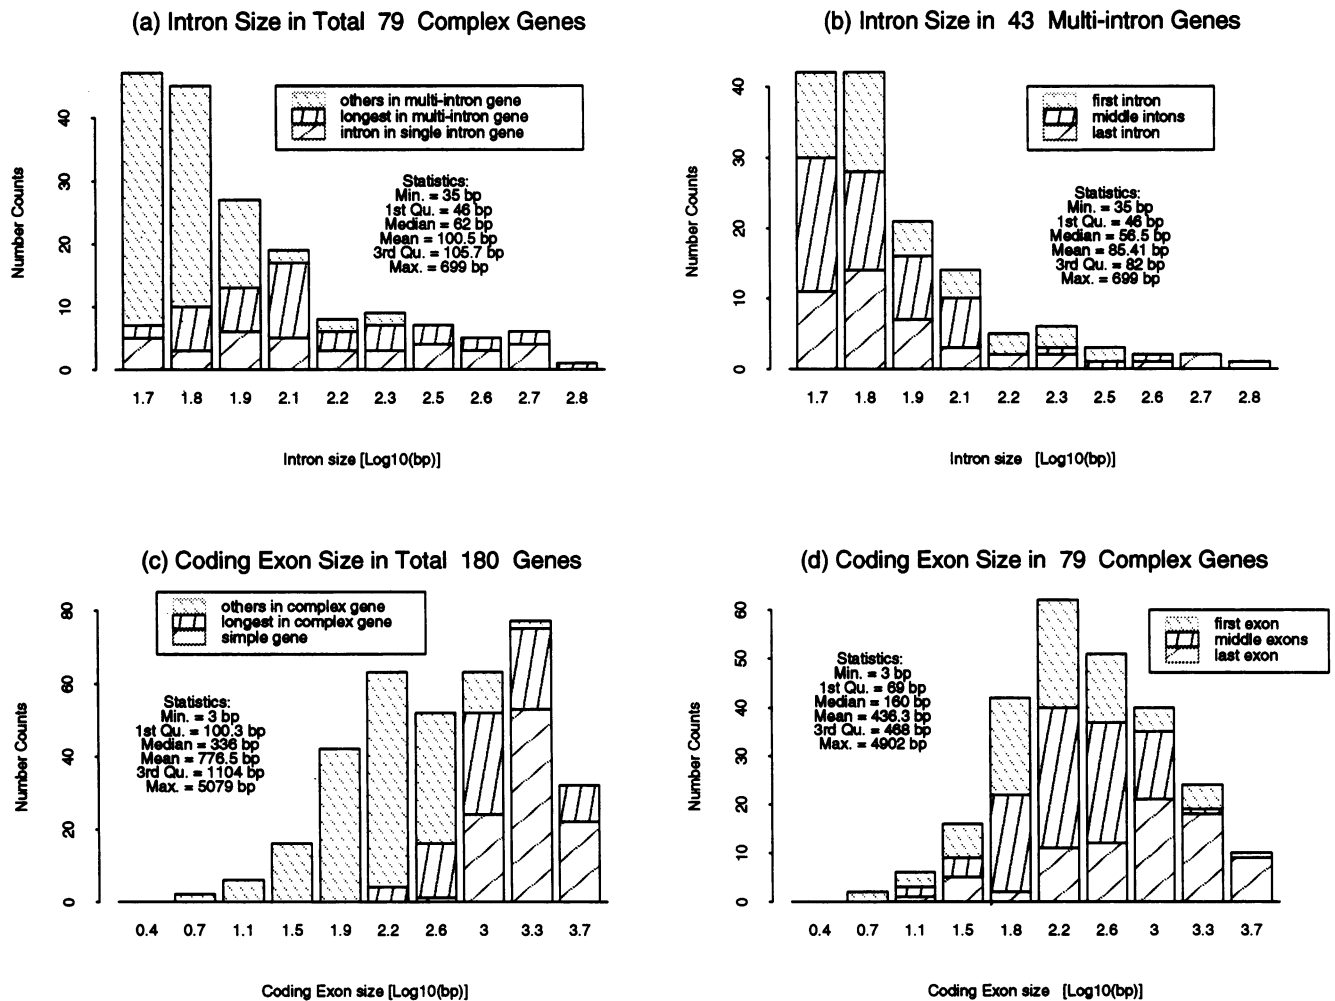 (a) Intron Size in Total 79 Complex Genes
Number Counts
0 10 20 30 40
others in multi-intron gene
longest in multi-intron gene
intron in single intron gene
Statistics:
Min. = 35 bp
1st Qu. = 46 bp
Median = 62 bp
Mean = 100.5 bp
3rd Qu. = 105.7 bp
Max. = 699 bp
1.7 1.8 1.9 2.1 2.2 2.3 2.5 2.6 2.7 2.8
Intron size [Log10(bp)]
(b) Intron Size in 43 Multi-intron Genes
Number Counts
0 10 20 30 40
first intron
middle intons
last intron
Statistics:
Min. = 35 bp
1st Qu. = 46 bp
Median = 56.5 bp
Mean = 85.41 bp
3rd Qu. = 82 bp
Max. = 699 bp
1.7 1.8 1.9 2.1 2.2 2.3 2.5 2.6 2.7 2.8
Intron size [Log10(bp)]
(c) Coding Exon Size in Total 180 Genes
Number Counts
0 20 40 60 80
others in complex gene
longest in complex gene
simple gene
Statistics:
Min. = 3 bp
1st Qu. = 100.3 bp
Median = 336 bp
Mean = 776.5 bp
3rd Qu. = 1104 bp
Max. = 5079 bp
0.4 0.7 1.1 1.5 1.9 2.2 2.6 3 3.3 3.7
Coding Exon size [Log10(bp)]
(d) Coding Exon Size in 79 Complex Genes
Number Counts
0 10 20 30 40 50 60
first exon
middle exons
last exon
Statistics:
Min. = 3 bp
1st Qu. = 69 bp
Median = 160 bp
Mean = 436.3 bp
3rd Qu. = 468 bp
Max. = 4902 bp
0.4 0.7 1.1 1.5 1.8 2.2 2.6 3 3.3 3.7
Coding Exon size [Log10(bp)]